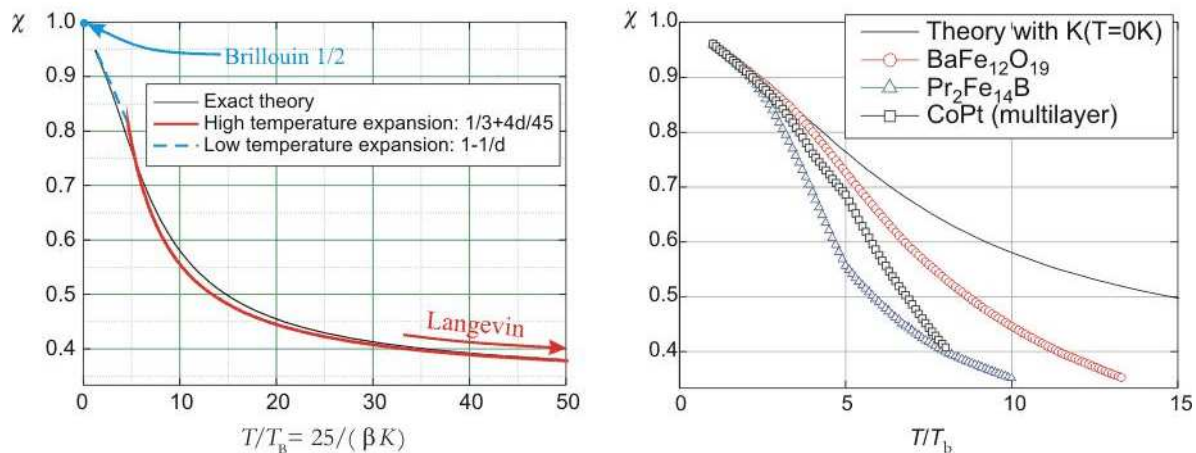 χ
1.0
0.9
0.8
0.7
0.6
0.5
0.4
Brillouin 1/2
Exact theory
High temperature expansion: 1/3+4d/45
Low temperature expansion: 1-1/d
Langevin
0 10 20 30 40 50
T/T_B = 25/(βK)
χ
1.0
0.9
0.8
0.7
0.6
0.5
0.4
Theory with K(T=0K)
BaFe₁₂O₁₉
Pr₂Fe₁₄B
CoPt (multilayer)
0 5 10 15
T/T_b